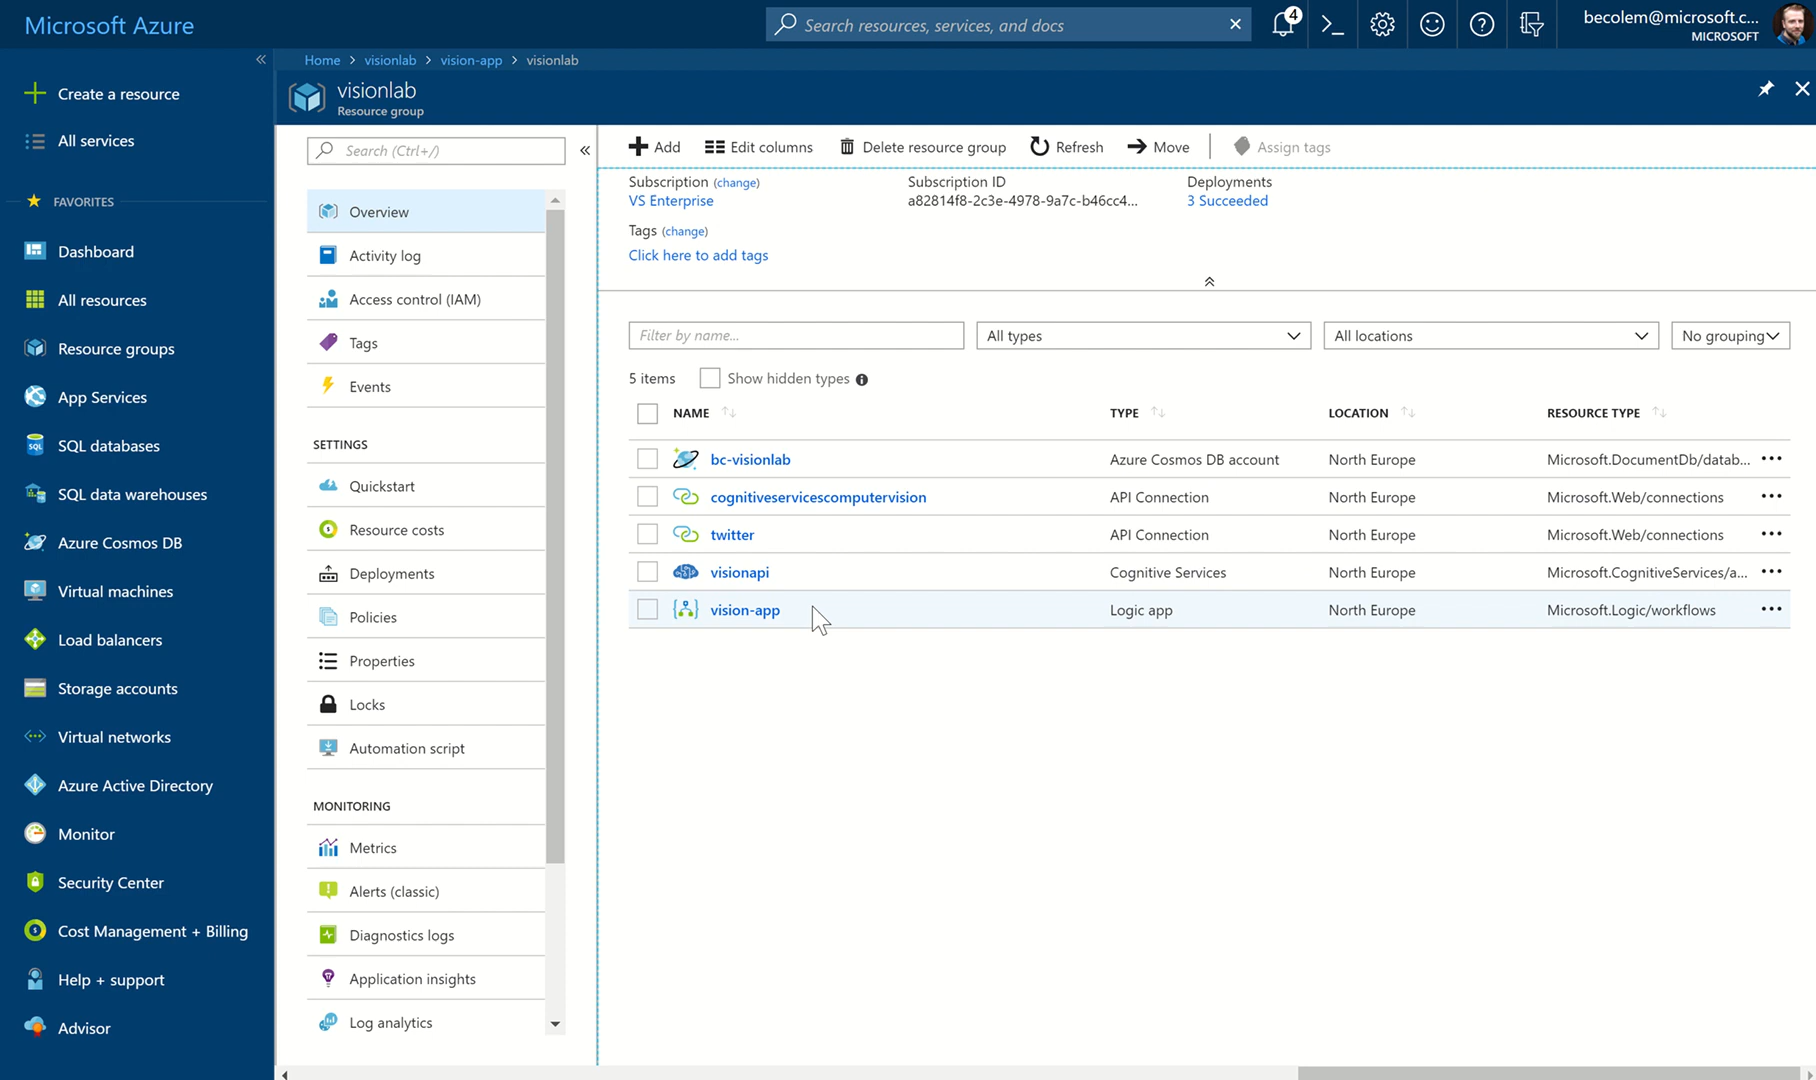 Microsoft Azure
Search resources, services, and docs
4
becolem@microsoft.c...
MICROSOFT
Home > visionlab > vision-app > visionlab
visionlab
Resource group
Create a resource
All services
FAVORITES
Dashboard
All resources
Resource groups
App Services
SQL databases
SQL data warehouses
Azure Cosmos DB
Virtual machines
Load balancers
Storage accounts
Virtual networks
Azure Active Directory
Monitor
Security Center
Cost Management + Billing
Help + support
Advisor
Search (Ctrl+/)
Overview
Activity log
Access control (IAM)
Tags
Events
SETTINGS
Quickstart
Resource costs
Deployments
Policies
Properties
Locks
Automation script
MONITORING
Metrics
Alerts (classic)
Diagnostics logs
Application insights
Log analytics
Add Edit columns Delete resource group Refresh Move Assign tags
Subscription (change) Subscription ID Deployments
VS Enterprise a82814f8-2c3e-4978-9a7c-b46cc4... 3 Succeeded
Tags (change)
Click here to add tags
Filter by name... All types All locations No grouping
5 items Show hidden types
NAME TYPE LOCATION RESOURCE TYPE
bc-visionlab Azure Cosmos DB account North Europe Microsoft.DocumentDb/datab...
cognitiveservicescomputervision API Connection North Europe Microsoft.Web/connections
twitter API Connection North Europe Microsoft.Web/connections
visionapi Cognitive Services North Europe Microsoft.CognitiveServices/a...
vision-app Logic app North Europe Microsoft.Logic/workflows